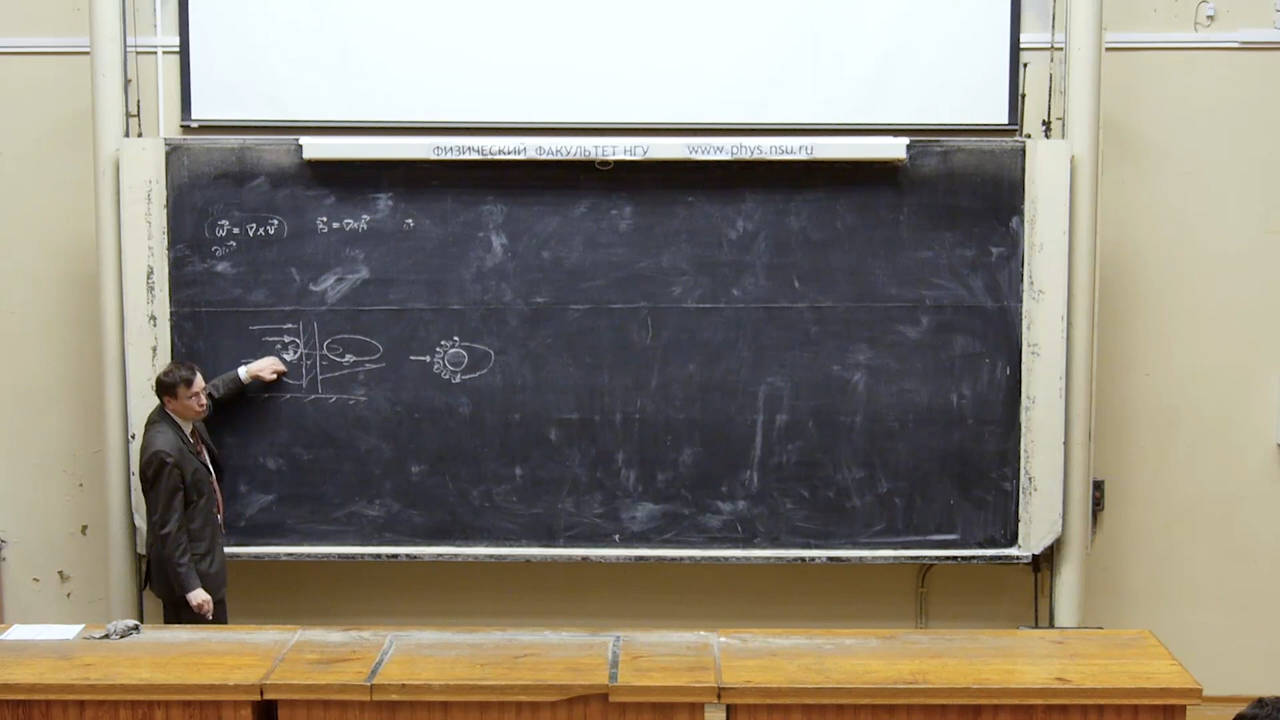 ФИЗИЧЕСКИЙ ФАКУЛЬТЕТ НГУ www.phys.nsu.ru
w⃗ = ∇×v⃗ B⃗ = ∇×A⃗